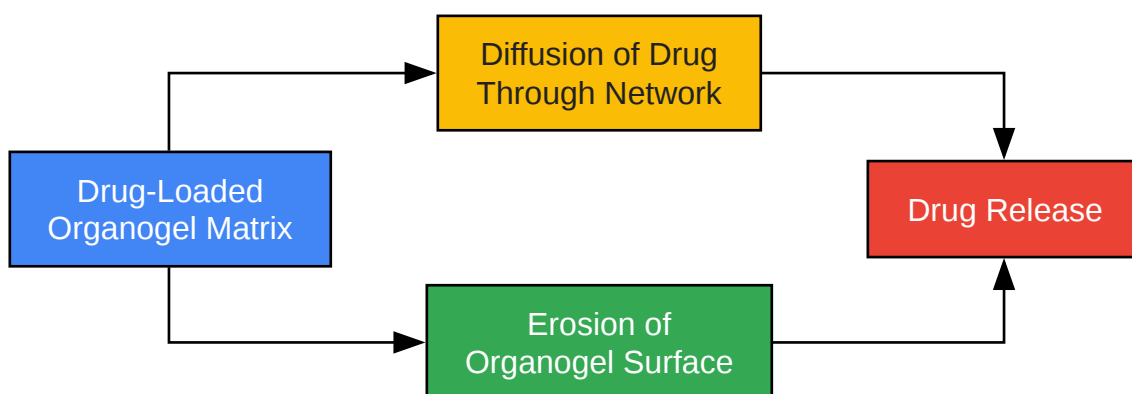 Diffusion of Drug
Through Network
Drug-Loaded
Organogel Matrix
Drug Release
Erosion of
Organogel Surface